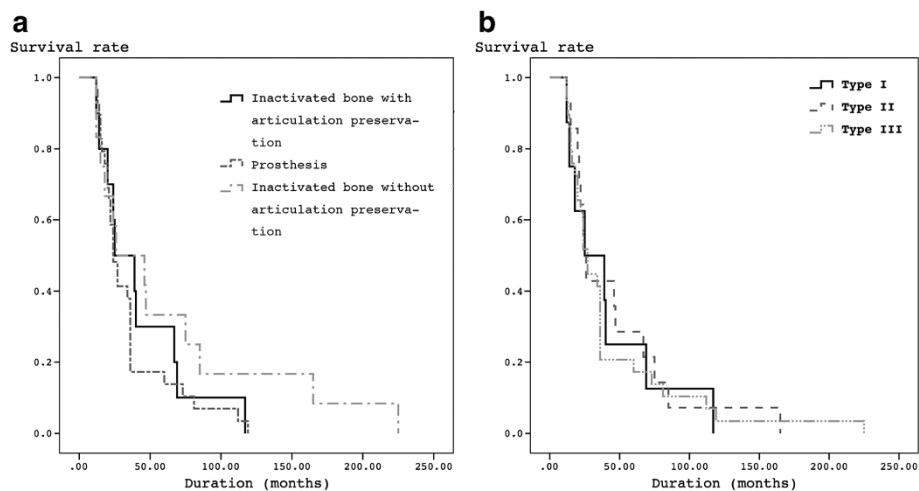 a
Survival rate
1.0
0.8
0.6
0.4
0.2
0.0
.00 50.00 100.00 150.00 200.00 250.00
Duration (months)
Inactivated bone with
articulation preserva-
tion
Prosthesis
Inactivated bone without
articulation preserva-
tion
b
Survival rate
1.0
0.8
0.6
0.4
0.2
0.0
.00 50.00 100.00 150.00 200.00 250.00
Duration (months)
Type I
Type II
Type III